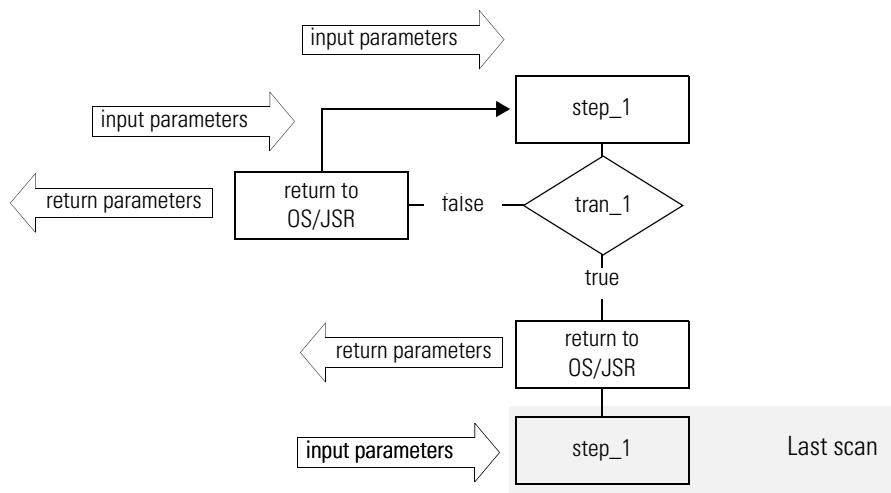 input parameters
step_1
input parameters
return to
OS/JSR
return parameters
false
tran_1
true
return to
OS/JSR
return parameters
input parameters
step_1
Last scan